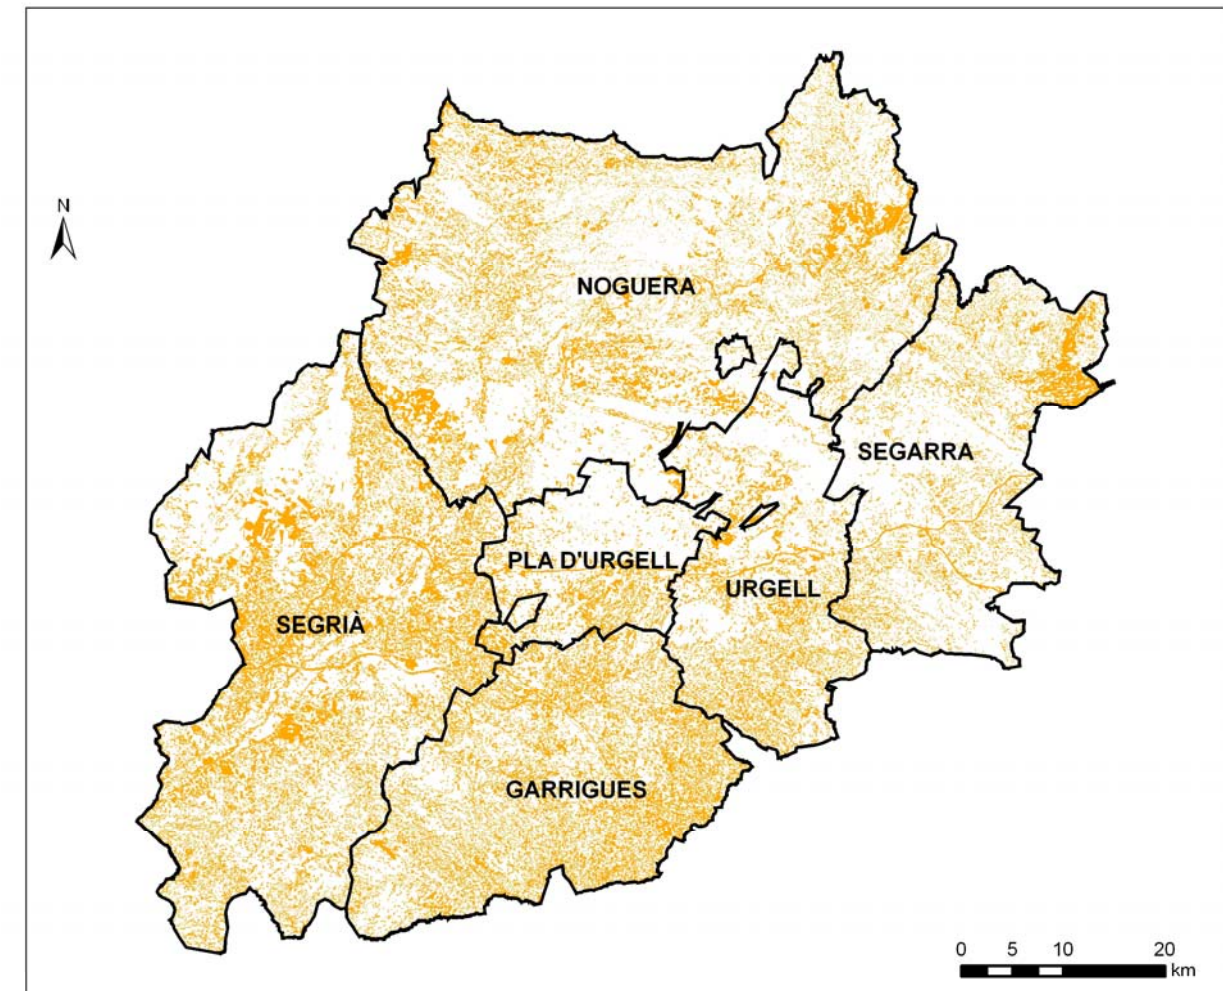 N
NOGUERA
SEGARRA
PLA D'URGELL
URGELL
SEGRIÀ
GARRIGUES
0 5 10 20
km